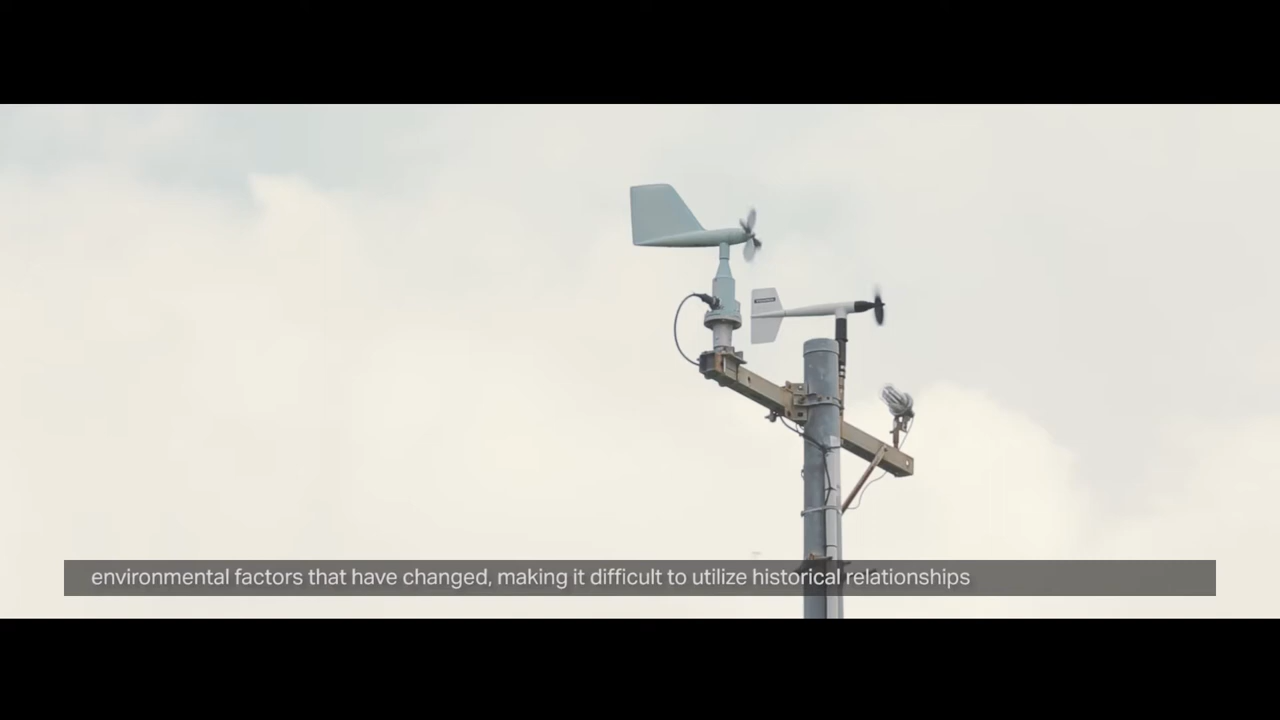 environmental factors that have changed, making it difficult to utilize historical relationships